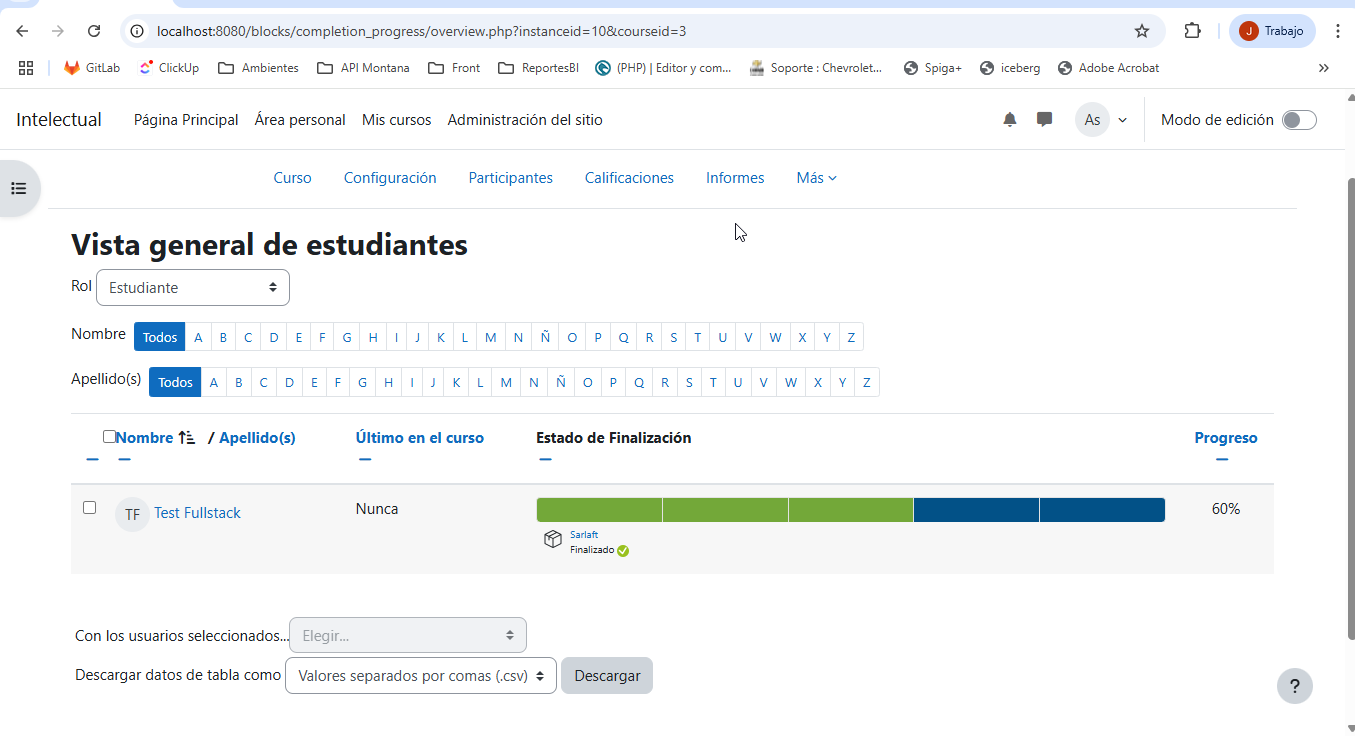 localhost:8080/blocks/completion_progress/overview.php?instanceid=10&courseid=3
J Trabajo
GitLab ClickUp Ambientes API Montana Front ReportesBI (PHP) | Editor y com... Soporte : Chevrolet... Spiga+ iceberg Adobe Acrobat »
Intelectual Página Principal Área personal Mis cursos Administración del sitio As Modo de edición
Curso Configuración Participantes Calificaciones Informes Más
Vista general de estudiantes
Rol Estudiante
Nombre Todos A B C D E F G H I J K L M N Ñ O P Q R S T U V W X Y Z
Apellido(s) Todos A B C D E F G H I J K L M N Ñ O P Q R S T U V W X Y Z
Nombre / Apellido(s) Último en el curso Estado de Finalización Progreso
TF Test Fullstack Nunca 60%
Sarlaft
Finalizado
Con los usuarios seleccionados... Elegir...
Descargar datos de tabla como Valores separados por comas (.csv) Descargar
?